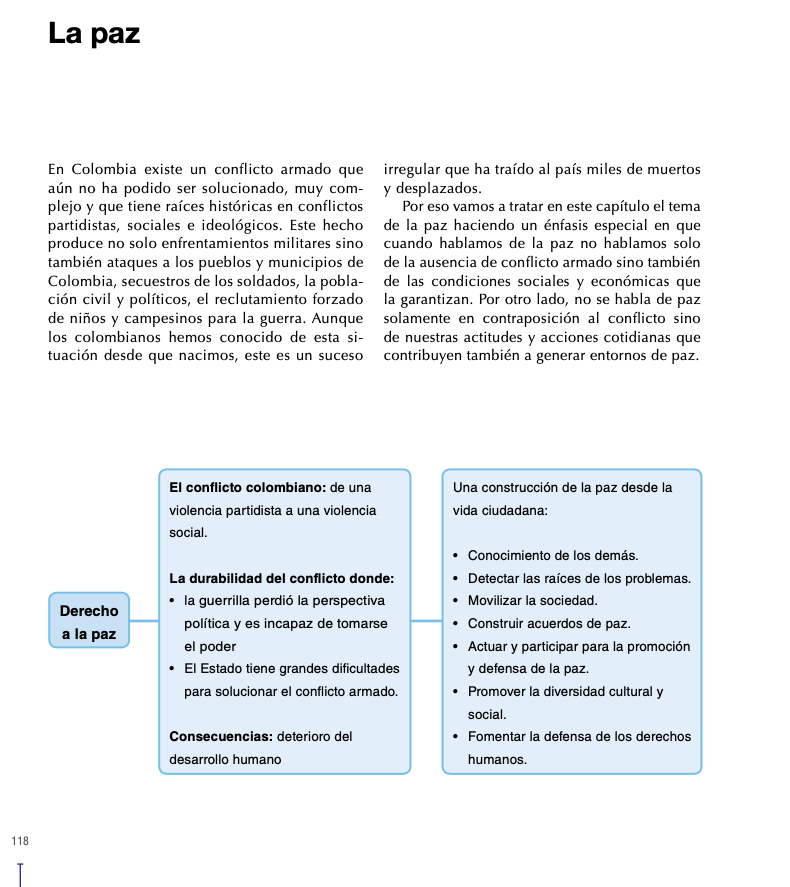 La paz
En Colombia existe un conflicto armado que
aún no ha podido ser solucionado, muy com-
plejo y que tiene raíces históricas en conflictos
partidistas, sociales e ideológicos. Este hecho
produce no solo enfrentamientos militares sino
también ataques a los pueblos y municipios de
Colombia, secuestros de los soldados, la pobla-
ción civil y políticos, el reclutamiento forzado
de niños y campesinos para la guerra. Aunque
los colombianos hemos conocido de esta si-
tuación desde que nacimos, este es un suceso
irregular que ha traído al país miles de muertos
y desplazados.
Por eso vamos a tratar en este capítulo el tema
de la paz haciendo un énfasis especial en que
cuando hablamos de la paz no hablamos solo
de la ausencia de conflicto armado sino también
de las condiciones sociales y económicas que
la garantizan. Por otro lado, no se habla de paz
solamente en contraposición al conflicto sino
de nuestras actitudes y acciones cotidianas que
contribuyen también a generar entornos de paz.
Derecho
a la paz
El conflicto colombiano: de una
violencia partidista a una violencia
social.
La durabilidad del conflicto donde:
• la guerrilla perdió la perspectiva
política y es incapaz de tomarse
el poder
• El Estado tiene grandes dificultades
para solucionar el conflicto armado.
Consecuencias: deterioro del
desarrollo humano
Una construcción de la paz desde la
vida ciudadana:
• Conocimiento de los demás.
• Detectar las raíces de los problemas.
• Movilizar la sociedad.
• Construir acuerdos de paz.
• Actuar y participar para la promoción
y defensa de la paz.
• Promover la diversidad cultural y
social.
• Fomentar la defensa de los derechos
humanos.
118